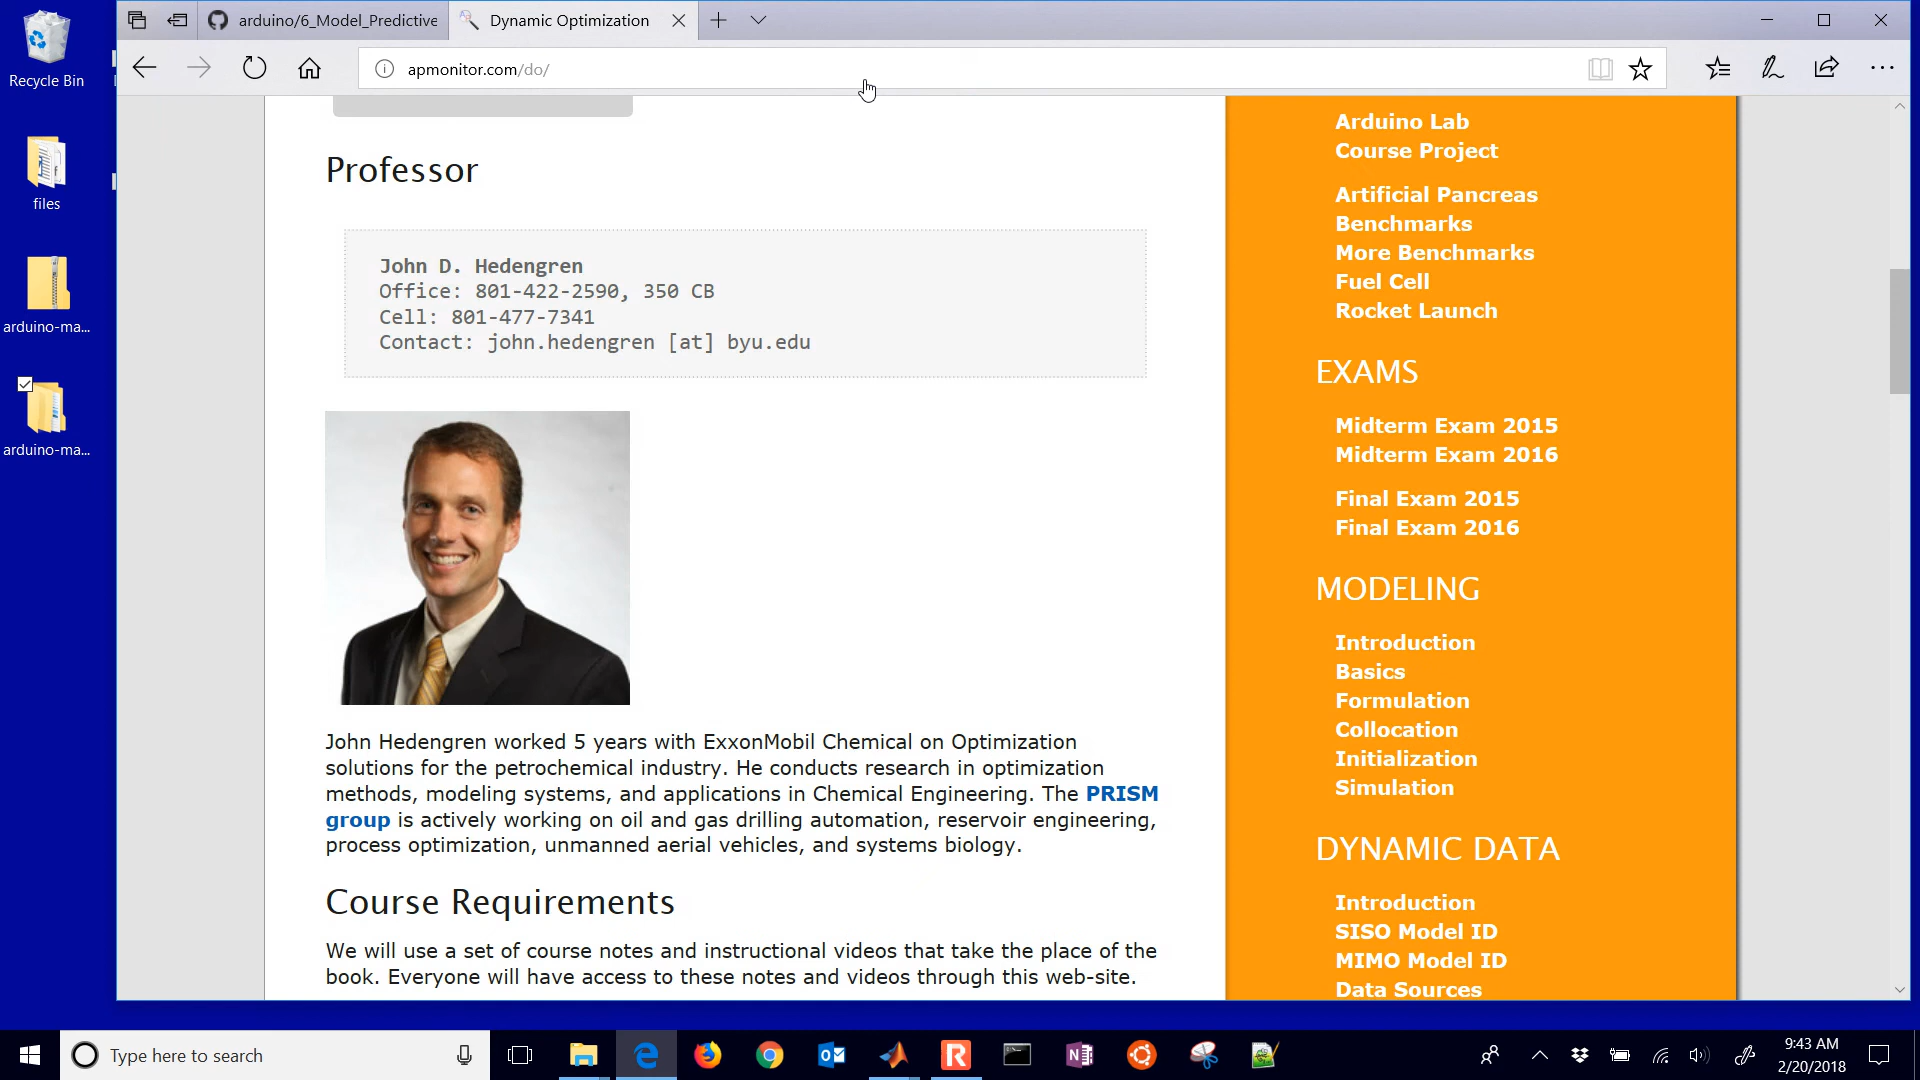 Recycle Bin
files
arduino-ma...
arduino-ma...
arduino/6_Model_Predictive
Dynamic Optimization
apmonitor.com/do/
Professor
John D. Hedengren
Office: 801-422-2590, 350 CB
Cell: 801-477-7341
Contact: john.hedengren [at] byu.edu
John Hedengren worked 5 years with ExxonMobil Chemical on Optimization
solutions for the petrochemical industry. He conducts research in optimization
methods, modeling systems, and applications in Chemical Engineering. The PRISM
group is actively working on oil and gas drilling automation, reservoir engineering,
process optimization, unmanned aerial vehicles, and systems biology.
Course Requirements
We will use a set of course notes and instructional videos that take the place of the
book. Everyone will have access to these notes and videos through this web-site.
Arduino Lab
Course Project
Artificial Pancreas
Benchmarks
More Benchmarks
Fuel Cell
Rocket Launch
EXAMS
Midterm Exam 2015
Midterm Exam 2016
Final Exam 2015
Final Exam 2016
MODELING
Introduction
Basics
Formulation
Collocation
Initialization
Simulation
DYNAMIC DATA
Introduction
SISO Model ID
MIMO Model ID
Data Sources
Type here to search
9:43 AM
2/20/2018